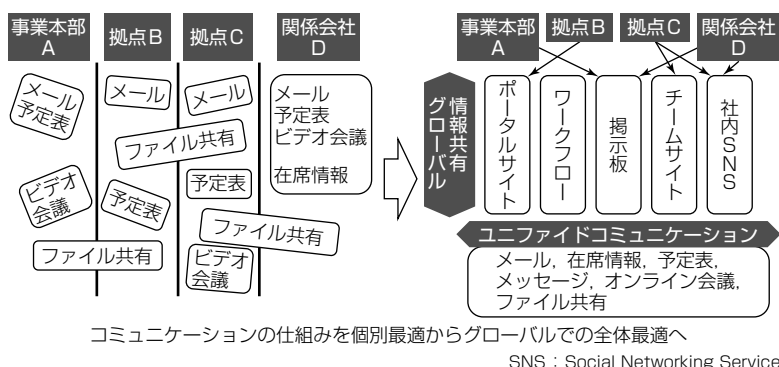 事業本部
A
拠点B
拠点C
関係会社
D
メール
予定表
メール
メール
メール
予定表
ビデオ会議
在席情報
ファイル共有
ビデオ
会議
予定表
予定表
ファイル共有
ファイル共有
ビデオ
会議
事業本部
A
拠点B
拠点C
関係会社
D
グローバル
情報共有
ポータルサイト
ワークフロー
掲示板
チームサイト
社内SNS
ユニファイドコミュニケーション
メール，在席情報，予定表，
メッセージ，オンライン会議，
ファイル共有
コミュニケーションの仕組みを個別最適からグローバルでの全体最適へ
SNS：Social Networking Service